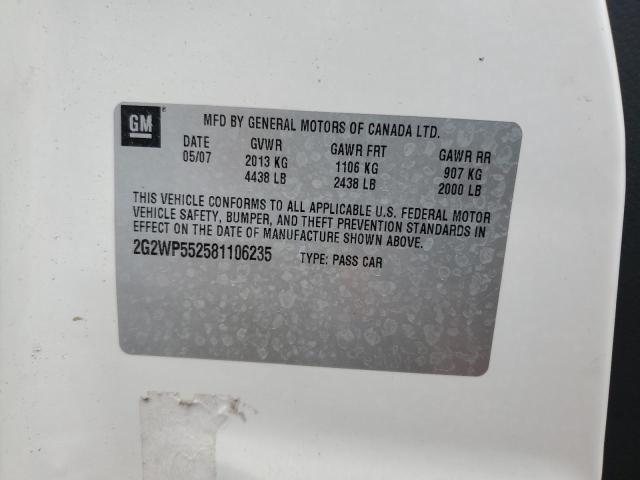 GM
MFD BY GENERAL MOTORS OF CANADA LTD.
DATE GVWR GAWR FRT GAWR RR
05/07 2013 KG 1106 KG 907 KG
4438 LB 2438 LB 2000 LB
THIS VEHICLE CONFORMS TO ALL APPLICABLE U.S. FEDERAL MOTOR
VEHICLE SAFETY, BUMPER, AND THEFT PREVENTION STANDARDS IN
EFFECT ON THE DATE OF MANUFACTURE SHOWN ABOVE.
2G2WP552581106235 TYPE: PASS CAR